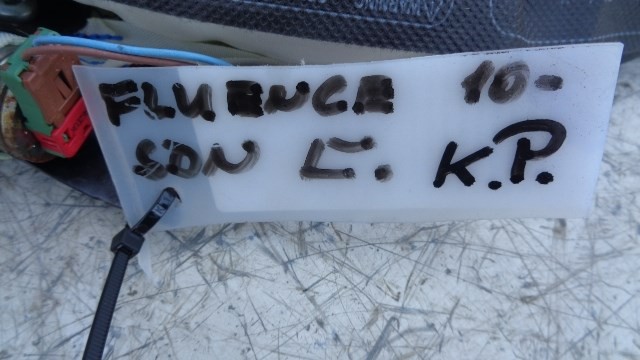 FLUENCE 10-
SDN L. K.P.